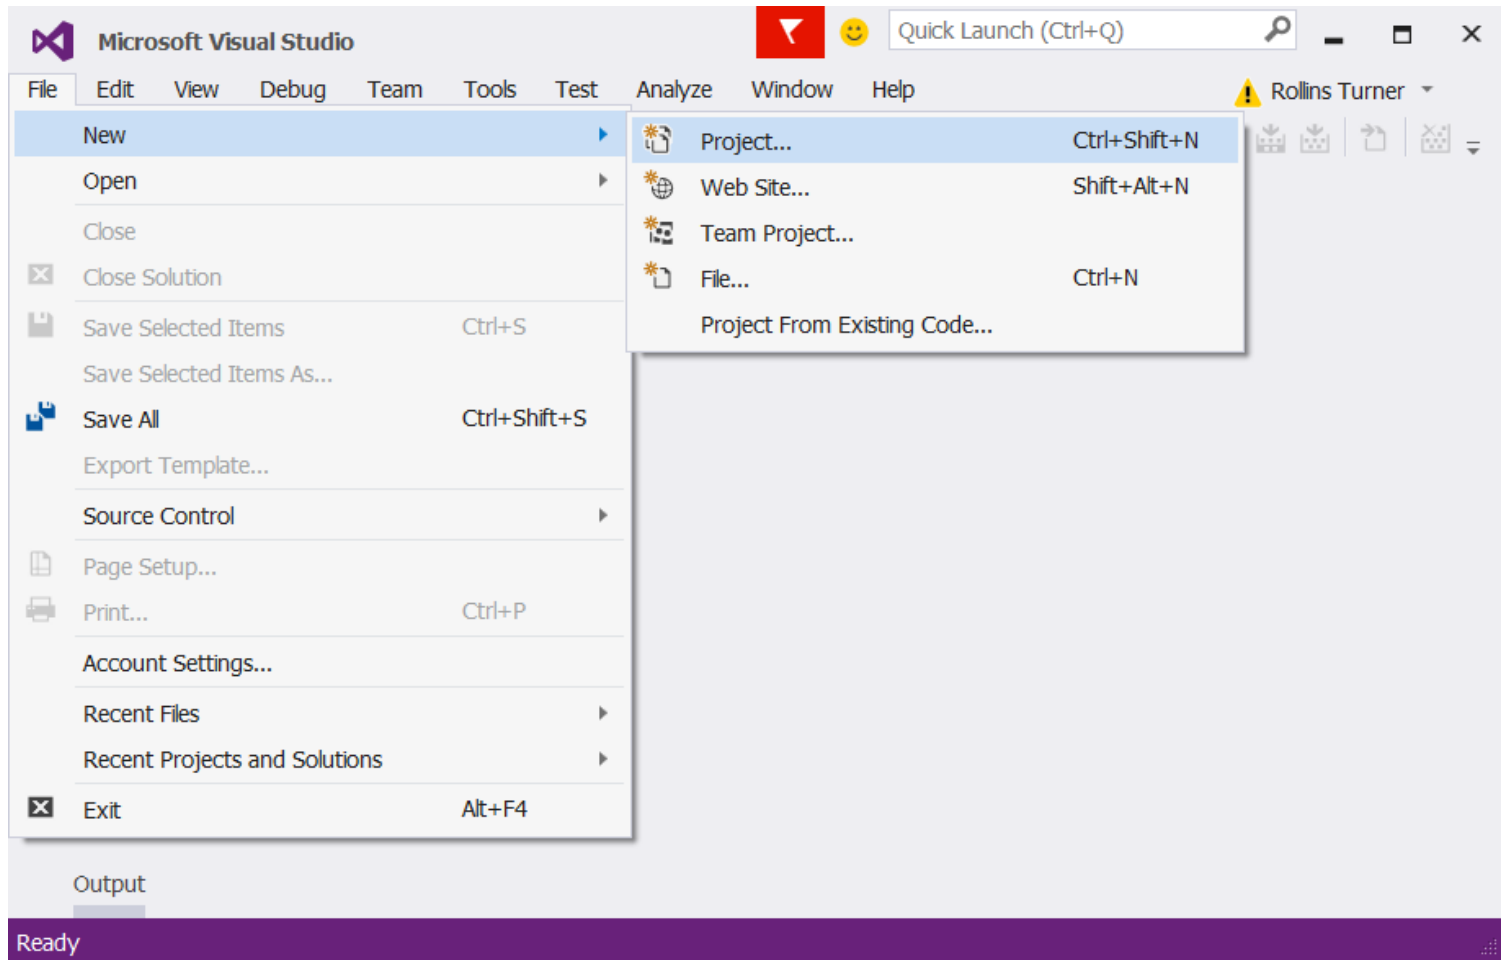 Microsoft Visual Studio
Quick Launch (Ctrl+Q)
File Edit View Debug Team Tools Test Analyze Window Help
Rollins Turner
New
Open
Close
Close Solution
Save Selected Items Ctrl+S
Save Selected Items As...
Save All Ctrl+Shift+S
Export Template...
Source Control
Page Setup...
Print... Ctrl+P
Account Settings...
Recent Files
Recent Projects and Solutions
Exit Alt+F4
Project... Ctrl+Shift+N
Web Site... Shift+Alt+N
Team Project...
File... Ctrl+N
Project From Existing Code...
Output
Ready